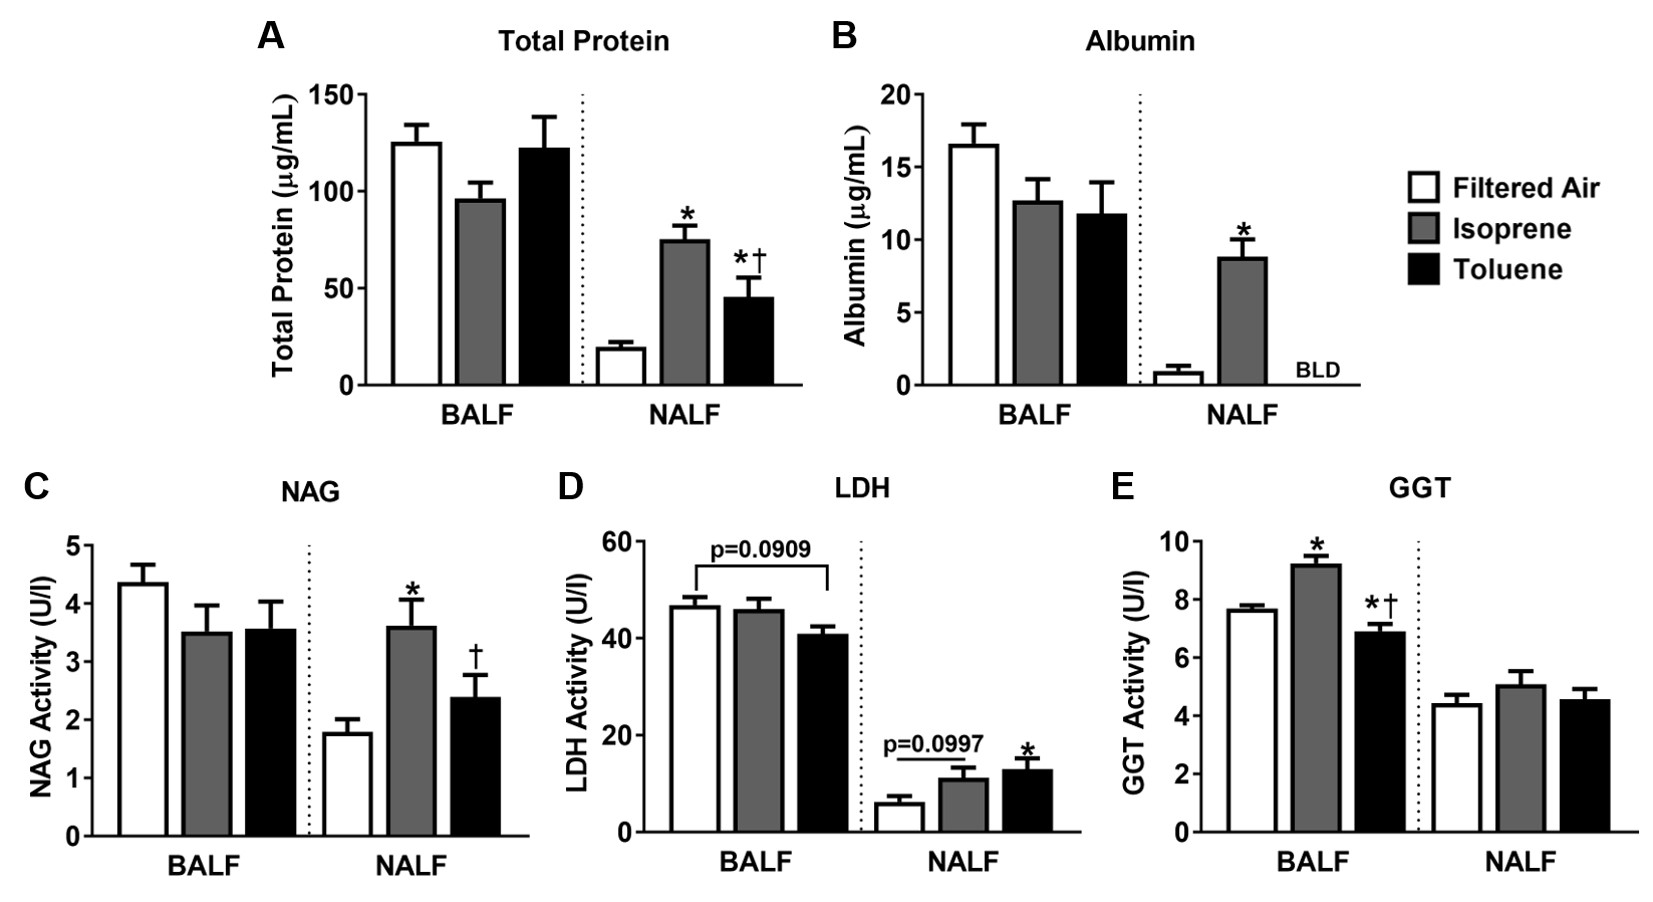 A Total Protein
Total Protein (µg/mL)
150
100
50
0
*
*†
BALF NALF
B Albumin
Albumin (µg/mL)
20
15
10
5
0
*
BLD
BALF NALF
Filtered Air
Isoprene
Toluene
C NAG
NAG Activity (U/l)
5
4
3
2
1
0
*
†
BALF NALF
D LDH
LDH Activity (U/l)
60
40
20
0
p=0.0909
p=0.0997
*
BALF NALF
E GGT
GGT Activity (U/l)
10
8
6
4
2
0
*
*†
BALF NALF